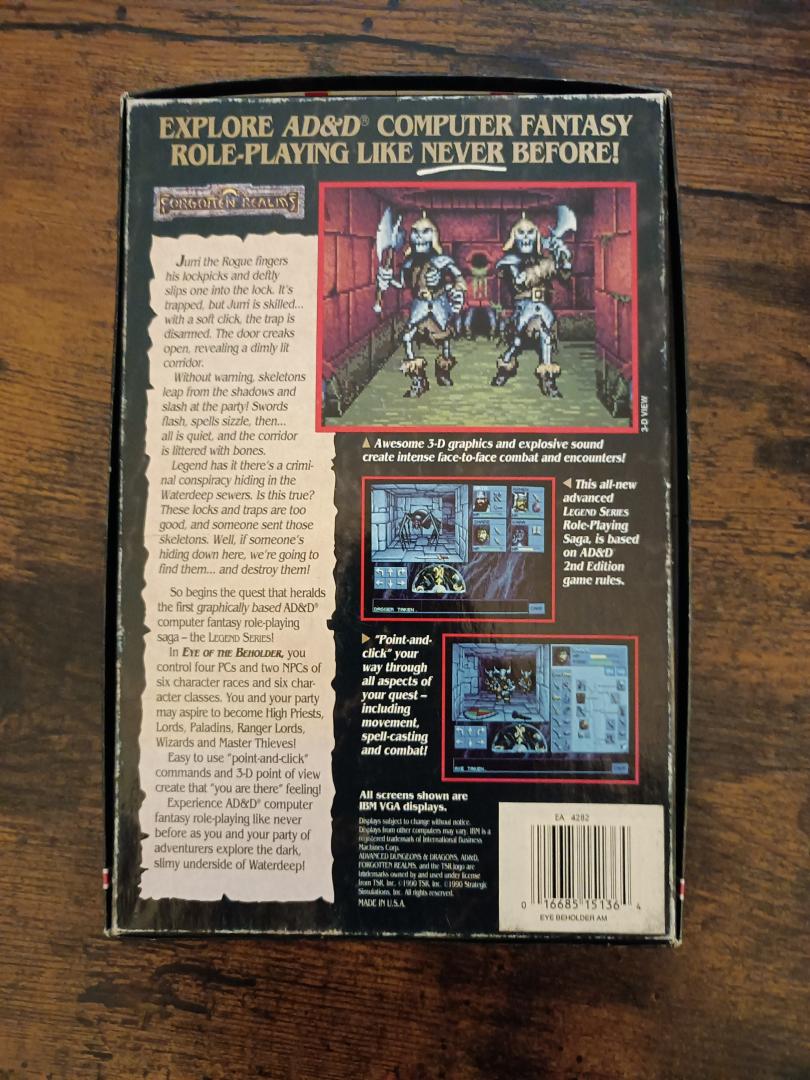 EXPLORE AD&D® COMPUTER FANTASY
ROLE-PLAYING LIKE NEVER BEFORE!
FORGOTTEN REALMS
Jurri the Rogue fingers
his lockpicks and deftly
slips one into the lock. It's
trapped, but Jurri is skilled...
with a soft click, the trap is
disarmed. The door creaks
open, revealing a dimly lit
corridor.
Without warning, skeletons
leap from the shadows and
slash at the party! Swords
flash, spells sizzle, then...
all is quiet, and the corridor
is littered with bones.
Legend has it there's a crimi-
nal conspiracy hiding in the
Waterdeep sewers. Is this true?
These locks and traps are too
good, and someone sent those
skeletons. Well, if someone's
hiding down here, we're going to
find them... and destroy them!
So begins the quest that heralds
the first graphically based AD&D®
computer fantasy role-playing
saga – the LEGEND SERIES!
In EYE OF THE BEHOLDER, you
control four PCs and two NPCs of
six character races and six char-
acter classes. You and your party
may aspire to become High Priests,
Lords, Paladins, Ranger Lords,
Wizards and Master Thieves!
Easy to use "point-and-click"
commands and 3-D point of view
create that "you are there" feeling!
Experience AD&D® computer
fantasy role-playing like never
before as you and your party of
adventurers explore the dark,
slimy underside of Waterdeep!
3-D VIEW
Awesome 3-D graphics and explosive sound
create intense face-to-face combat and encounters!
This all-new
advanced
LEGEND SERIES
Role-Playing
Saga, is based
on AD&D®
2nd Edition
game rules.
DAGGER TAKEN.
CAMP
"Point-and-
click" your
way through
all aspects of
your quest –
including
movement,
spell-casting
and combat!
AXE TAKEN.
All screens shown are
IBM VGA displays.
Displays subject to change without notice.
Displays from other computers may vary. IBM is a
registered trademark of International Business
Machines Corp.
ADVANCED DUNGEONS & DRAGONS, AD&D,
FORGOTTEN REALMS, and the TSR logo are
trademarks owned by and used under license
from TSR, Inc. ©1990 TSR, Inc. ©1990 Strategic
Simulations, Inc. All rights reserved.
MADE IN U.S.A.
EA 4282
0 16685 15136 4
EYE BEHOLDER AM